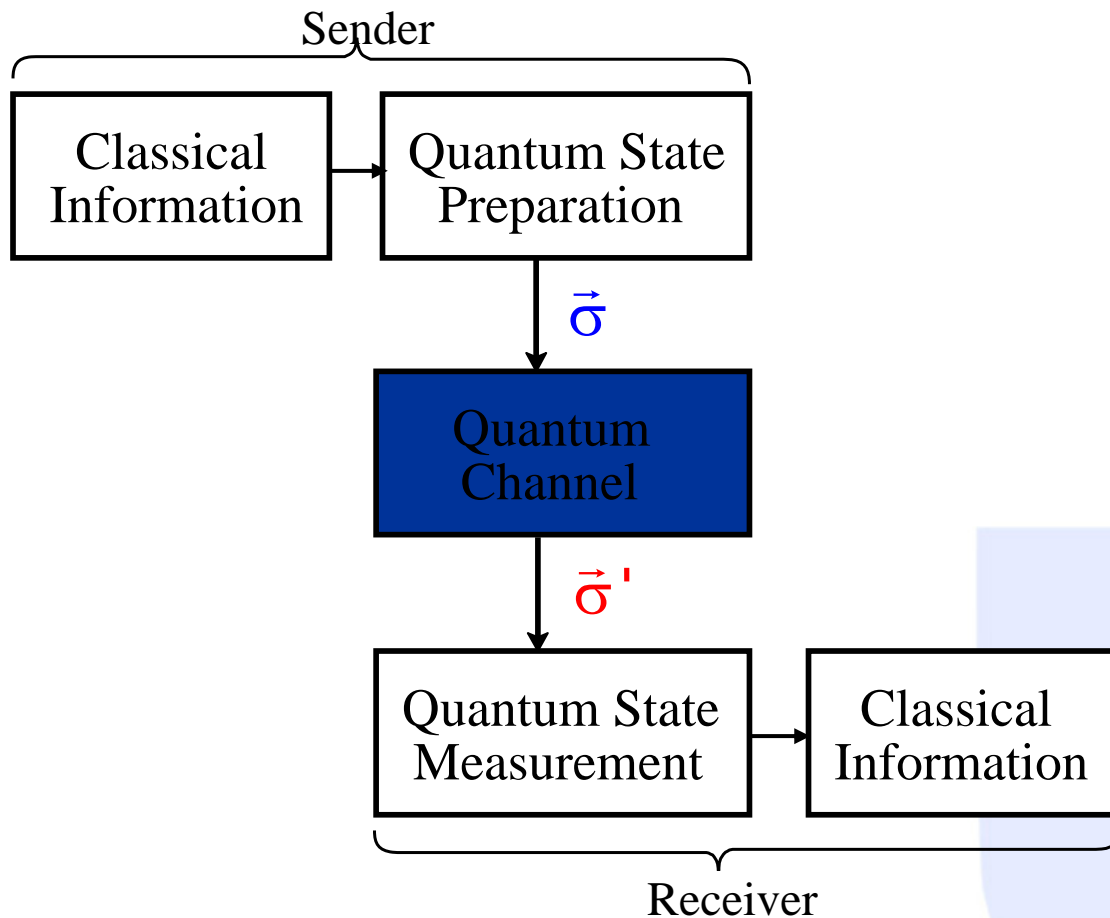 Sender
Classical
Information
Quantum State
Preparation
σ⃗
Quantum
Channel
σ⃗ '
Quantum State
Measurement
Classical
Information
Receiver